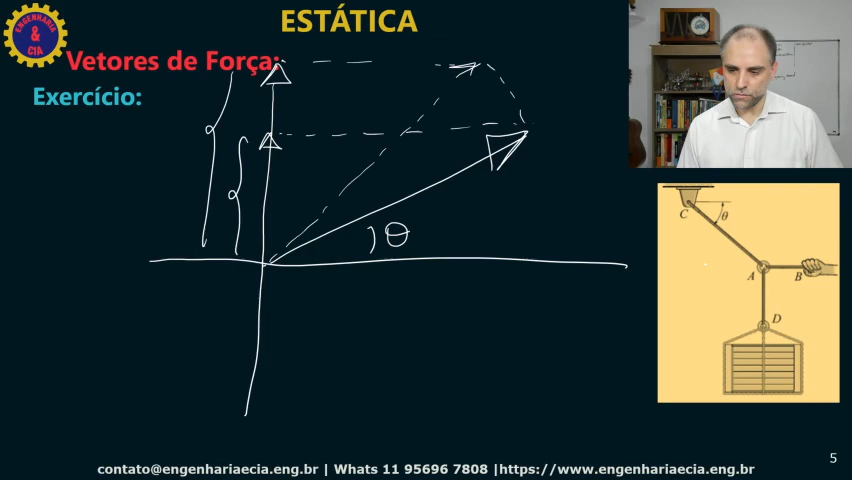 ESTÁTICA
ENGENHARIA
&
CIA
Vetores de Força:
Exercício:
θ
C
θ
A
B
D
5
contato@engenhariaecia.eng.br | Whats 11 95696 7808 |https://www.engenhariaecia.eng.br